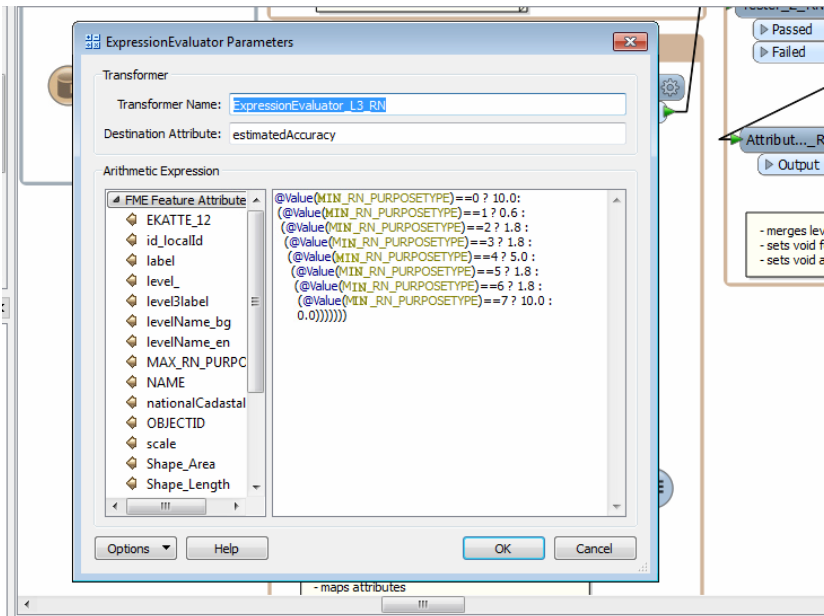 ExpressionEvaluator Parameters
Transformer
Transformer Name: ExpressionEvaluator_L3_RN
Destination Attribute: estimatedAccuracy
Arithmetic Expression
FME Feature Attribute
EKATTE_12
id_localId
label
level_
level3label
levelName_bg
levelName_en
MAX_RN_PURPC
NAME
nationalCadastal
OBJECTID
scale
Shape_Area
Shape_Length
@Value(MIN_RN_PURPOSETYPE)==0 ? 10.0:
(@Value(MIN_RN_PURPOSETYPE)==1 ? 0.6 :
(@Value(MIN_RN_PURPOSETYPE)==2 ? 1.8 :
(@Value(MIN_RN_PURPOSETYPE)==3 ? 1.8 :
(@Value(MIN_RN_PURPOSETYPE)==4 ? 5.0 :
(@Value(MIN_RN_PURPOSETYPE)==5 ? 1.8 :
(@Value(MIN_RN_PURPOSETYPE)==6 ? 1.8 :
(@Value(MIN_RN_PURPOSETYPE)==7 ? 10.0 :
0.0)))))))
Options
Help
OK
Cancel
Passed
Failed
Attribut..._R
Output
- merges lev
- sets void f
- sets void a
- maps attributes